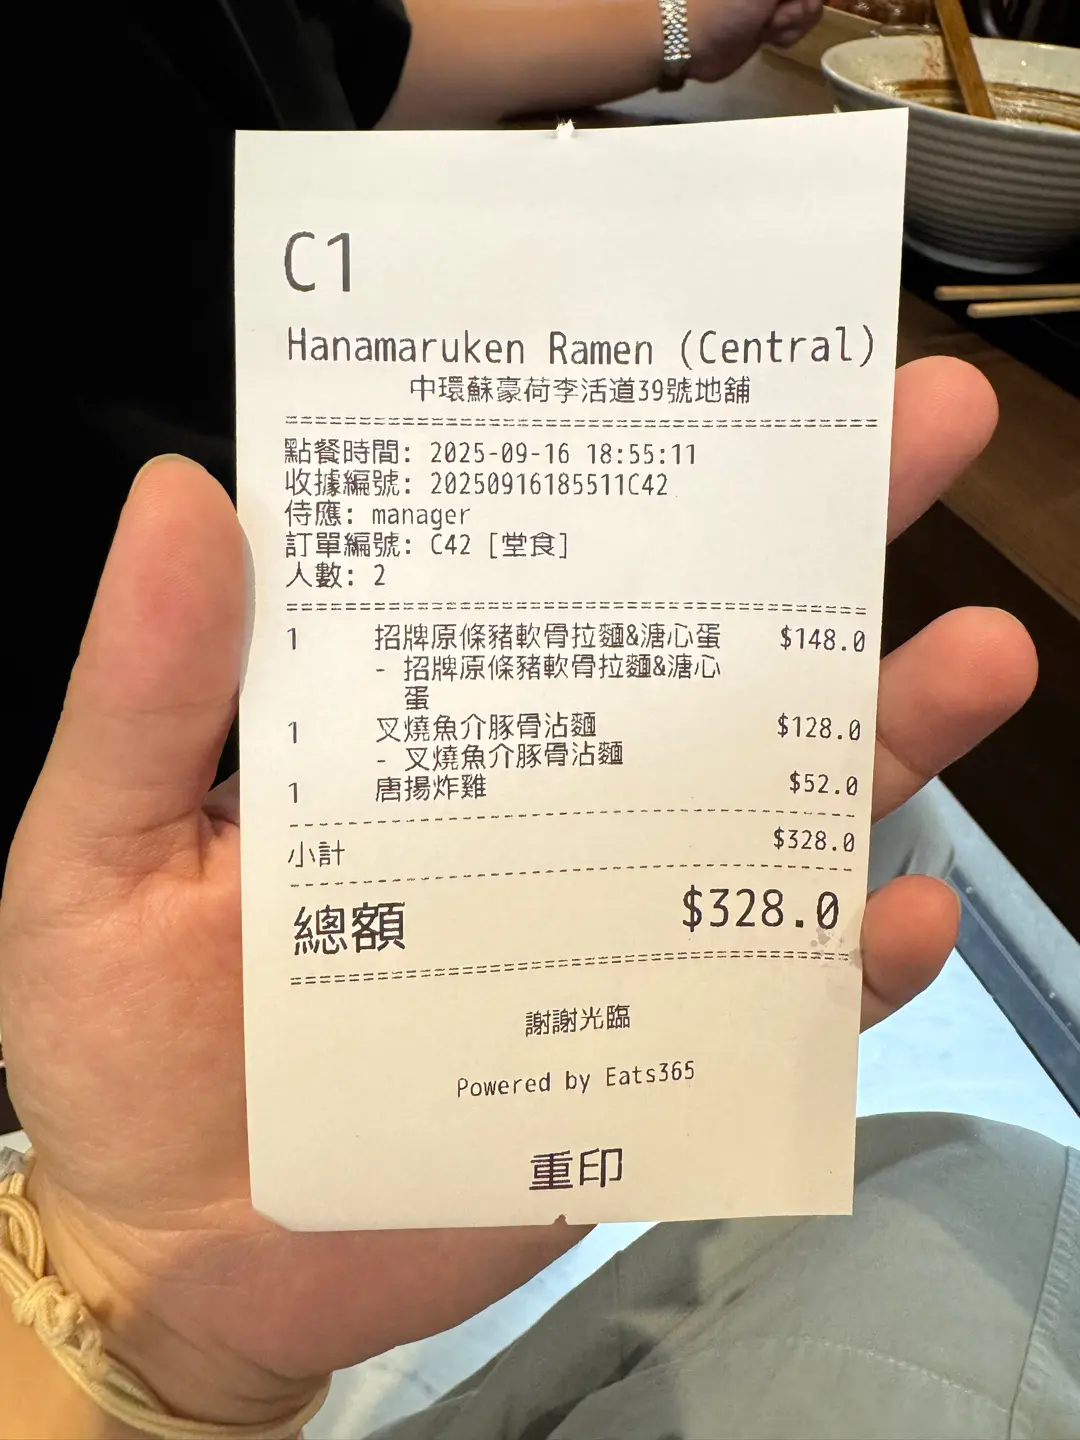 C1
Hanamaruken Ramen (Central)
中環蘇豪荷李活道39號地舖
點餐時間: 2025-09-16 18:55:11
收據編號: 20250916185511C42
侍應: manager
訂單編號: C42 [堂食]
人數: 2
1 招牌原條豬軟骨拉麵&溏心蛋 $148.0
- 招牌原條豬軟骨拉麵&溏心
蛋
1 叉燒魚介豚骨沾麵 $128.0
- 叉燒魚介豚骨沾麵
1 唐揚炸雞 $52.0
小計 $328.0
總額 $328.0
謝謝光臨
Powered by Eats365
重印